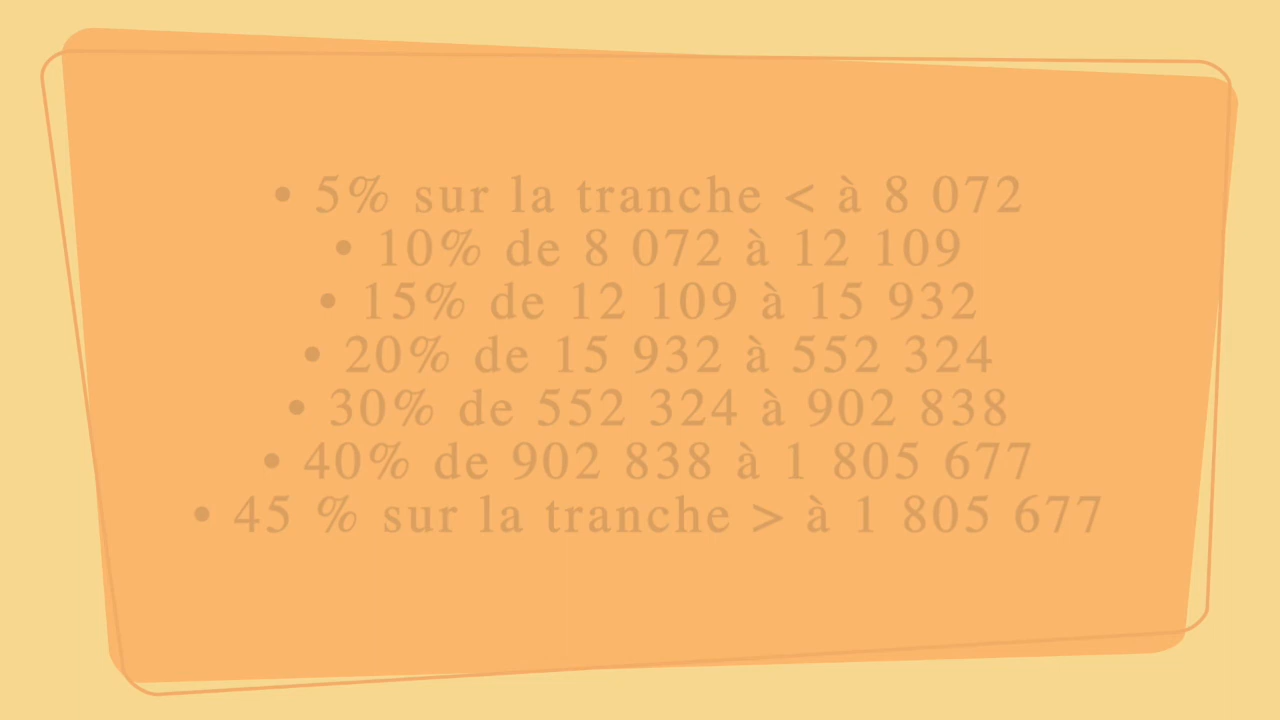 • 5% sur la tranche < à 8 072
• 10% de 8 072 à 12 109
• 15% de 12 109 à 15 932
• 20% de 15 932 à 552 324
• 30% de 552 324 à 902 838
• 40% de 902 838 à 1 805 677
• 45 % sur la tranche > à 1 805 677